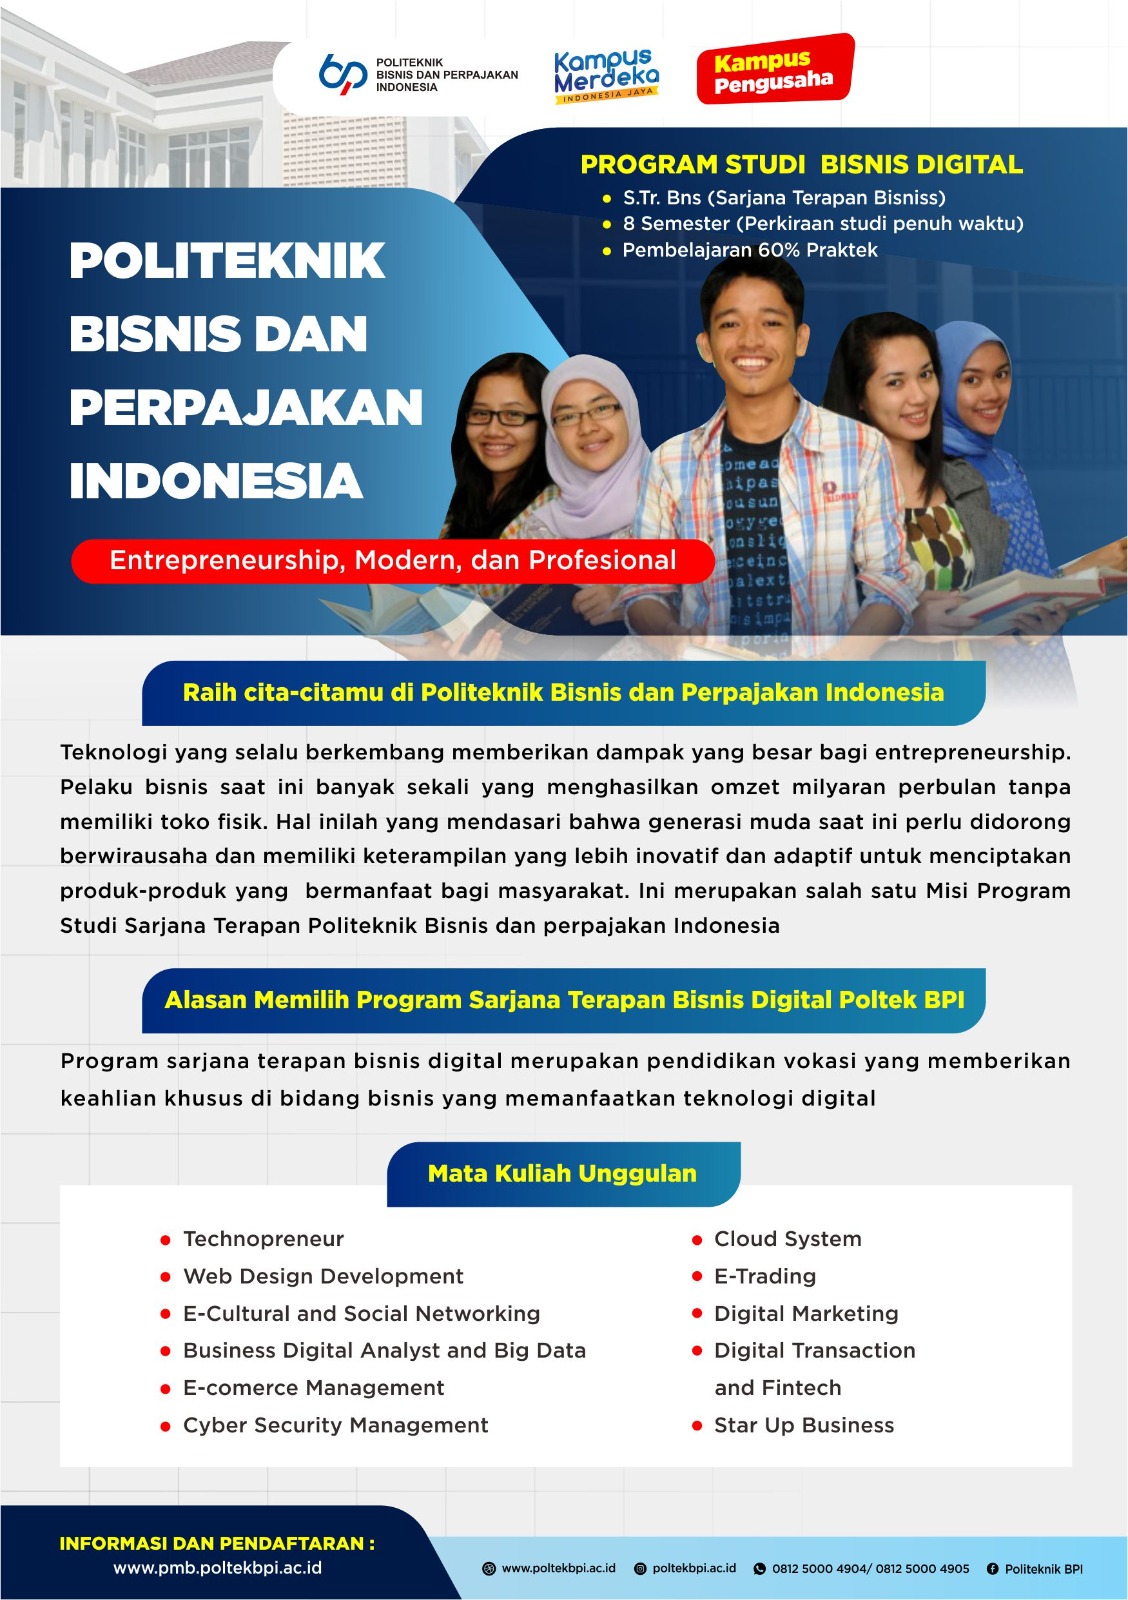 POLITEKNIK
BISNIS DAN PERPAJAKAN
INDONESIA
Kampus
Merdeka
INDONESIA JAYA
Kampus
Pengusaha
PROGRAM STUDI BISNIS DIGITAL
S.Tr. Bns (Sarjana Terapan Bisniss)
8 Semester (Perkiraan studi penuh waktu)
Pembelajaran 60% Praktek
POLITEKNIK
BISNIS DAN
PERPAJAKAN
INDONESIA
Entrepreneurship, Modern, dan Profesional
Raih cita-citamu di Politeknik Bisnis dan Perpajakan Indonesia
Teknologi yang selalu berkembang memberikan dampak yang besar bagi entrepreneurship.
Pelaku bisnis saat ini banyak sekali yang menghasilkan omzet milyaran perbulan tanpa
memiliki toko fisik. Hal inilah yang mendasari bahwa generasi muda saat ini perlu didorong
berwirausaha dan memiliki keterampilan yang lebih inovatif dan adaptif untuk menciptakan
produk-produk yang bermanfaat bagi masyarakat. Ini merupakan salah satu Misi Program
Studi Sarjana Terapan Politeknik Bisnis dan perpajakan Indonesia
Alasan Memilih Program Sarjana Terapan Bisnis Digital Poltek BPI
Program sarjana terapan bisnis digital merupakan pendidikan vokasi yang memberikan
keahlian khusus di bidang bisnis yang memanfaatkan teknologi digital
Mata Kuliah Unggulan
Technopreneur
Web Design Development
E-Cultural and Social Networking
Business Digital Analyst and Big Data
E-comerce Management
Cyber Security Management
Cloud System
E-Trading
Digital Marketing
Digital Transaction
and Fintech
Star Up Business
INFORMASI DAN PENDAFTARAN :
www.pmb.poltekbpi.ac.id
www.poltekbpi.ac.id poltekbpi.ac.id 0812 5000 4904/ 0812 5000 4905 Politeknik BPI